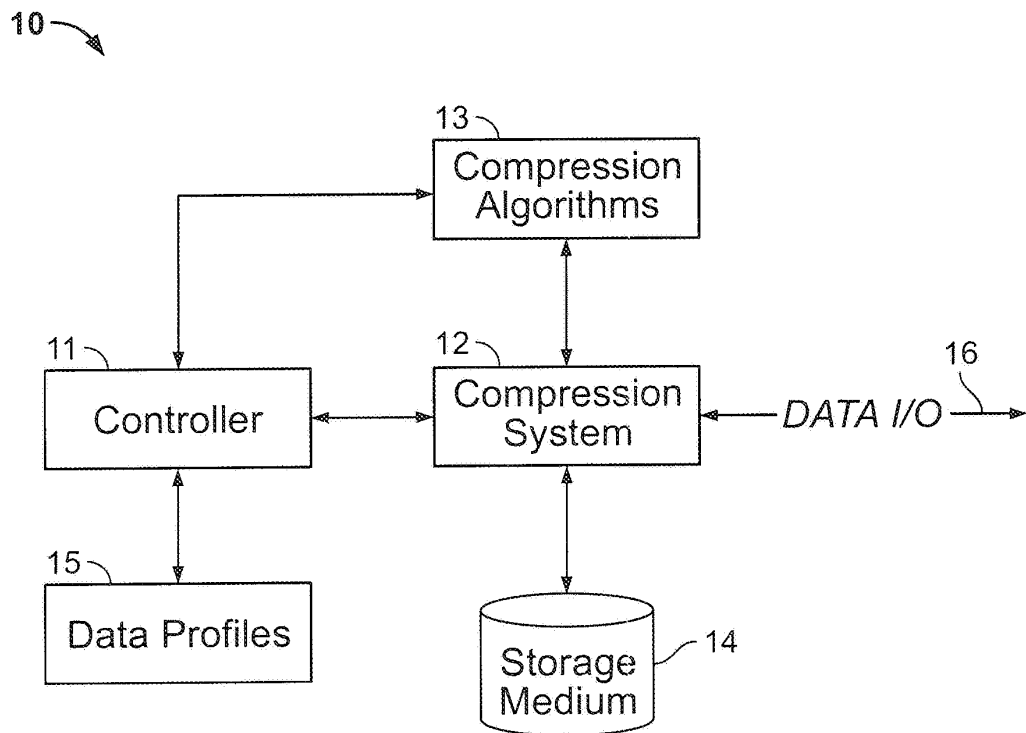 10
13
Compression
Algorithms
11
Controller
12
Compression
System
16
DATA I/O
15
Data Profiles
14
Storage
Medium